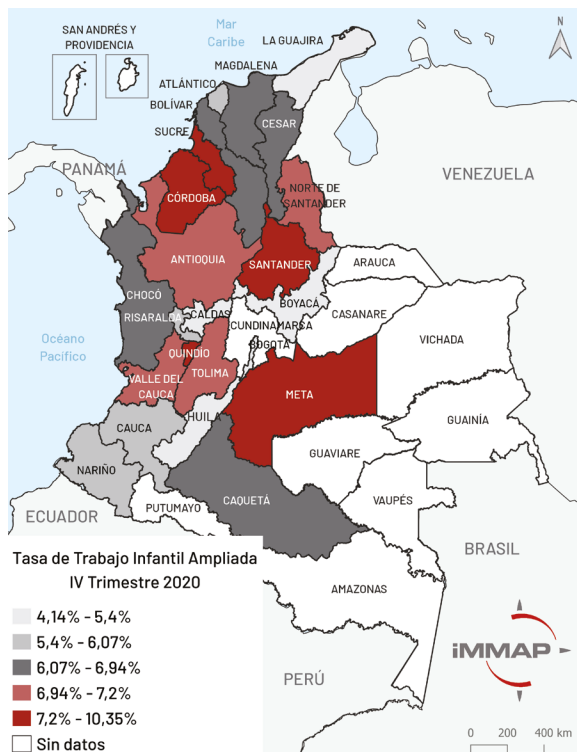 N
SAN ANDRÉS Y
PROVIDENCIA
Mar
Caribe
LA GUAJIRA
MAGDALENA
ATLÁNTICO
BOLÍVAR
SUCRE
CESAR
PANAMÁ
VENEZUELA
CÓRDOBA
NORTE DE
SANTANDER
ANTIOQUIA
SANTANDER
ARAUCA
CHOCÓ
BOYACÁ
RISARALDA
CALDAS
CASANARE
CUNDINAMARCA
BOGOTÁ
VICHADA
Océano
Pacífico
QUINDÍO
TOLIMA
VALLE DEL
CAUCA
META
HUILA
GUAINÍA
CAUCA
GUAVIARE
NARIÑO
CAQUETÁ
VAUPÉS
PUTUMAYO
ECUADOR
BRASIL
AMAZONAS
PERÚ
Tasa de Trabajo Infantil Ampliada
IV Trimestre 2020
4,14% - 5,4%
5,4% - 6,07%
6,07% - 6,94%
6,94% - 7,2%
7,2% - 10,35%
Sin datos
iMMAP
0 200 400 km